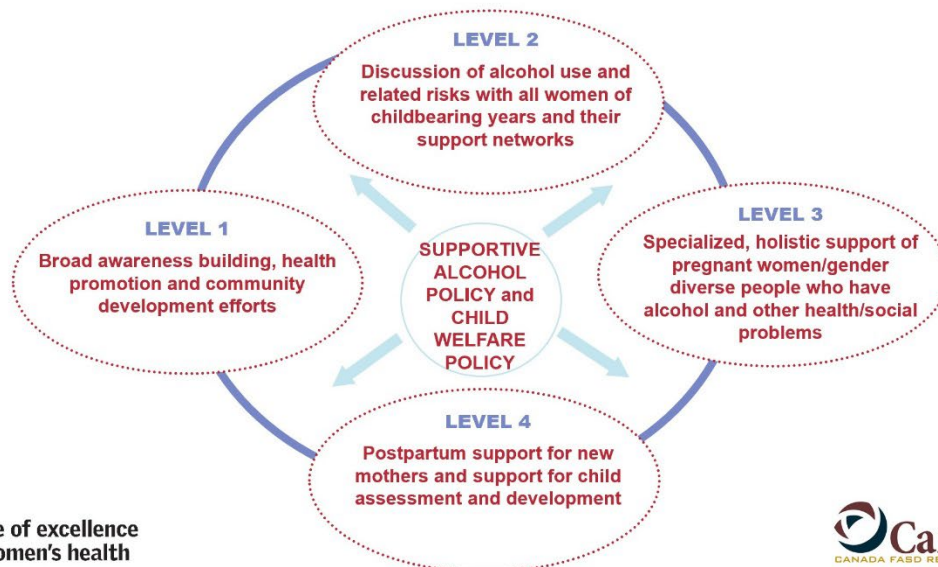 LEVEL 2
Discussion of alcohol use and
related risks with all women of
childbearing years and their
support networks
LEVEL 1
Broad awareness building, health
promotion and community
development efforts
SUPPORTIVE
ALCOHOL
POLICY and
CHILD
WELFARE
POLICY
LEVEL 3
Specialized, holistic support of
pregnant women/gender
diverse people who have
alcohol and other health/social
problems
LEVEL 4
Postpartum support for new
mothers and support for child
assessment and development
e of excellence
omen's health
Ca
CANADA FASD RE